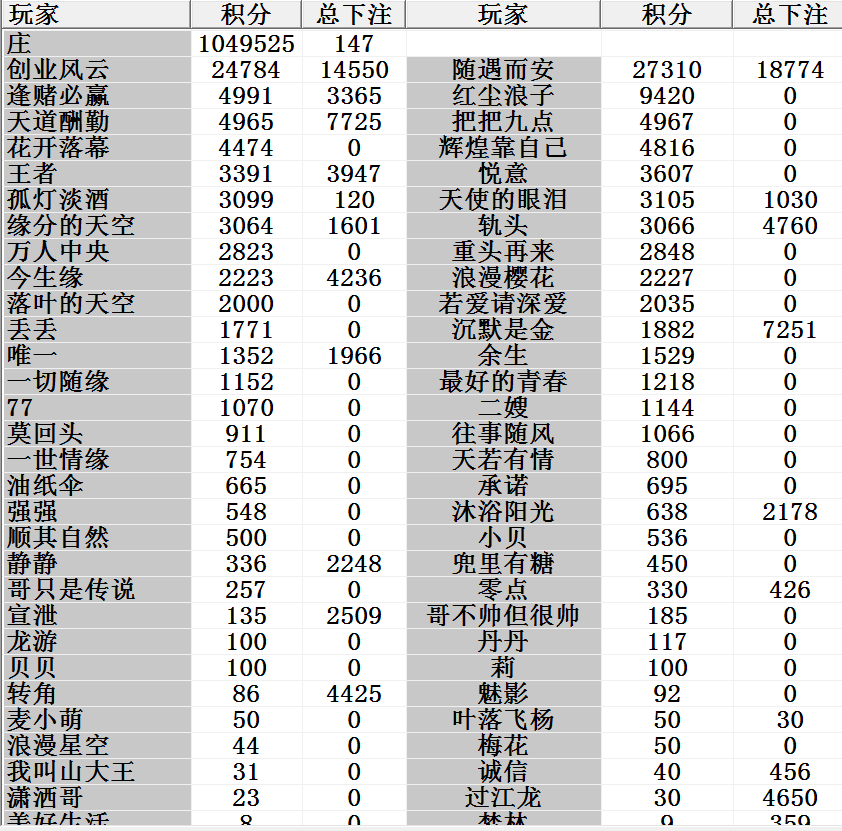 玩家 积分 总下注 玩家 积分 总下注
庄 1049525 147
创业风云 24784 14550 随遇而安 27310 18774
逢赌必赢 4991 3365 红尘浪子 9420 0
天道酬勤 4965 7725 把把九点 4967 0
花开落幕 4474 0 辉煌靠自己 4816 0
王者 3391 3947 悦意 3607 0
孤灯淡酒 3099 120 天使的眼泪 3105 1030
缘分的天空 3064 1601 轨头 3066 4760
万人中央 2823 0 重头再来 2848 0
今生缘 2223 4236 浪漫樱花 2227 0
落叶的天空 2000 0 若爱请深爱 2035 0
丢丢 1771 0 沉默是金 1882 7251
唯一 1352 1966 余生 1529 0
一切随缘 1152 0 最好的青春 1218 0
77 1070 0 二嫂 1144 0
莫回头 911 0 往事随风 1066 0
一世情缘 754 0 天若有情 800 0
油纸伞 665 0 承诺 695 0
强强 548 0 沐浴阳光 638 2178
顺其自然 500 0 小贝 536 0
静静 336 2248 兜里有糖 450 0
哥只是传说 257 0 零点 330 426
宣泄 135 2509 哥不帅但很帅 185 0
龙游 100 0 丹丹 117 0
贝贝 100 0 莉 100 0
转角 86 4425 魅影 92 0
麦小萌 50 0 叶落飞杨 50 30
浪漫星空 44 0 梅花 50 0
我叫山大王 31 0 诚信 40 456
潇洒哥 23 0 过江龙 30 4650
美好生活 8 0 梦林 9 359